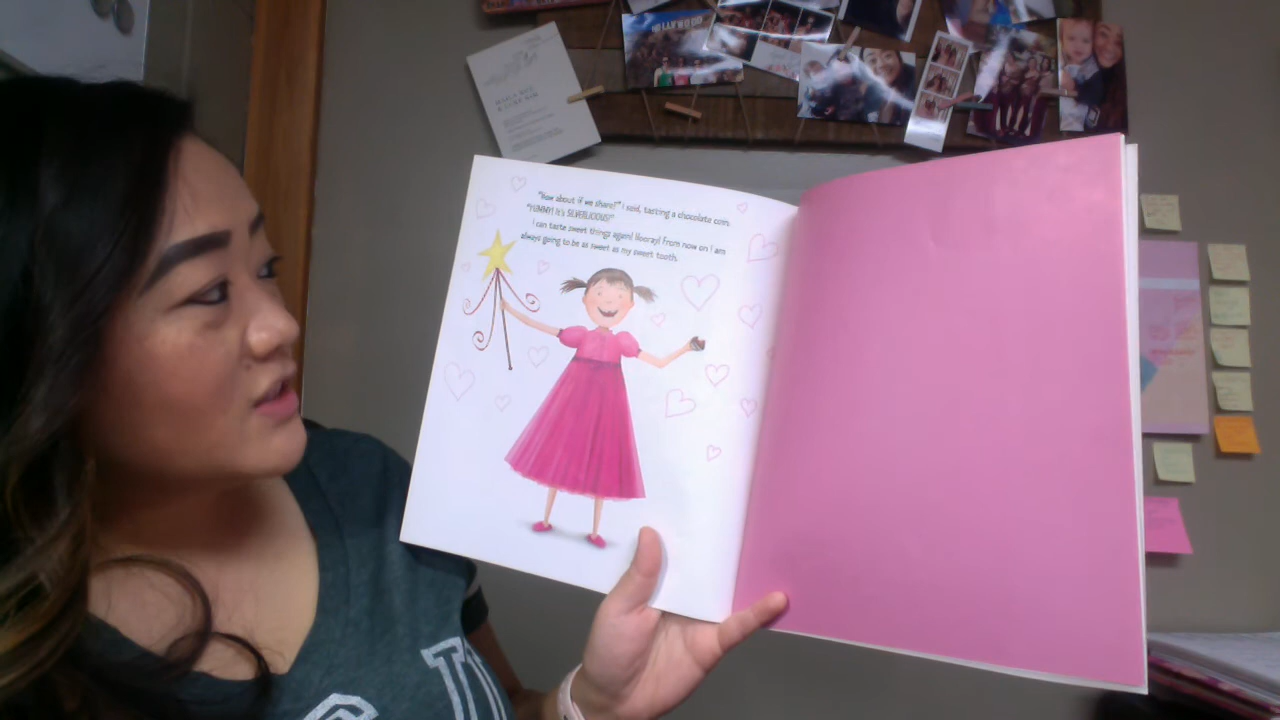 HOLLYWOOD
"How about if we share?" I said, tasting a chocolate coin.
"YUMMY! It's SILVERLICIOUS!"
I can taste sweet things again! Hooray! From now on I am
always going to be as sweet as my sweet tooth.